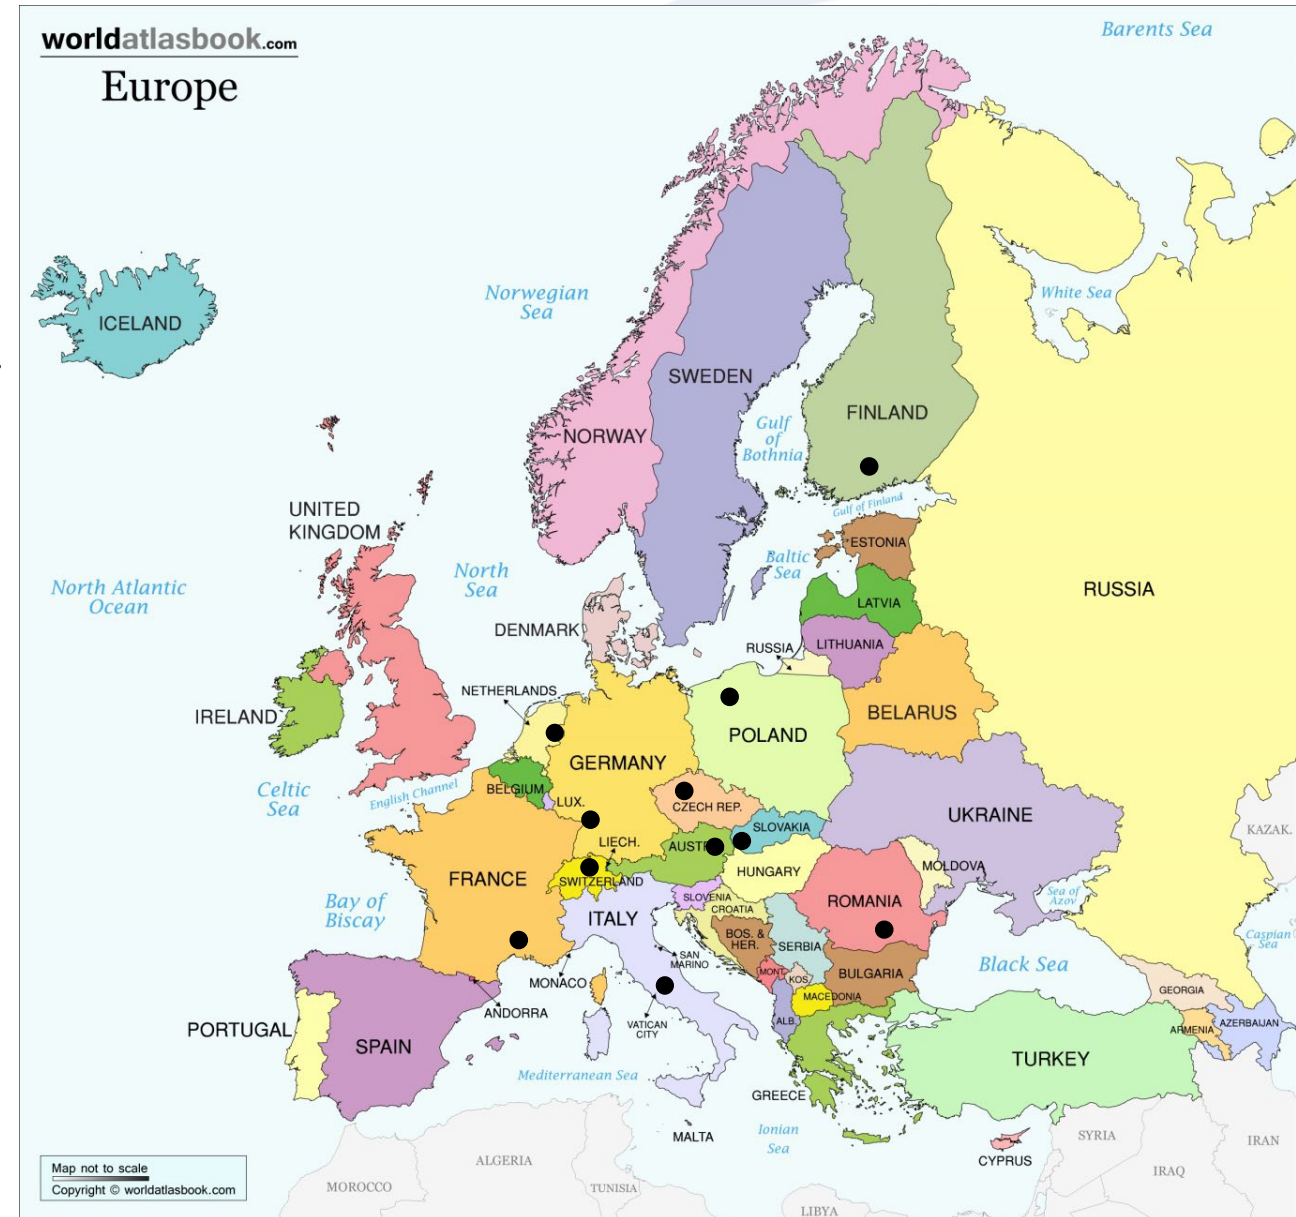 worldatlasbook.com
Europe
Barents Sea
Norwegian
Sea
White Sea
ICELAND
SWEDEN
FINLAND
NORWAY
Gulf
of
Bothnia
Gulf of Finland
UNITED
KINGDOM
ESTONIA
Baltic
Sea
North
Sea
North Atlantic
Ocean
RUSSIA
LATVIA
DENMARK
LITHUANIA
RUSSIA
NETHERLANDS
IRELAND
BELARUS
POLAND
GERMANY
Celtic
Sea
English Channel
BELGIUM
LUX.
CZECH REP.
UKRAINE
SLOVAKIA
KAZAK.
LIECH.
AUST
HUNGARY
MOLDOVA
FRANCE
SWITZERLAND
SLOVENIA
CROATIA
ROMANIA
Sea of
Azov
Bay of
Biscay
ITALY
BOS. &
HER.
SERBIA
Caspian
Sea
SAN
MARINO
Black Sea
MONT.
KOS.
BULGARIA
MONACO
GEORGIA
ANDORRA
MACEDONIA
VATICAN
CITY
ALB.
ARMENIA
AZERBAIJAN
PORTUGAL
SPAIN
TURKEY
Mediterranean Sea
GREECE
MALTA
Ionian
Sea
SYRIA
IRAN
CYPRUS
ALGERIA
IRAQ
MOROCCO
TUNISIA
LIBYA
Map not to scale
Copyright © worldatlasbook.com